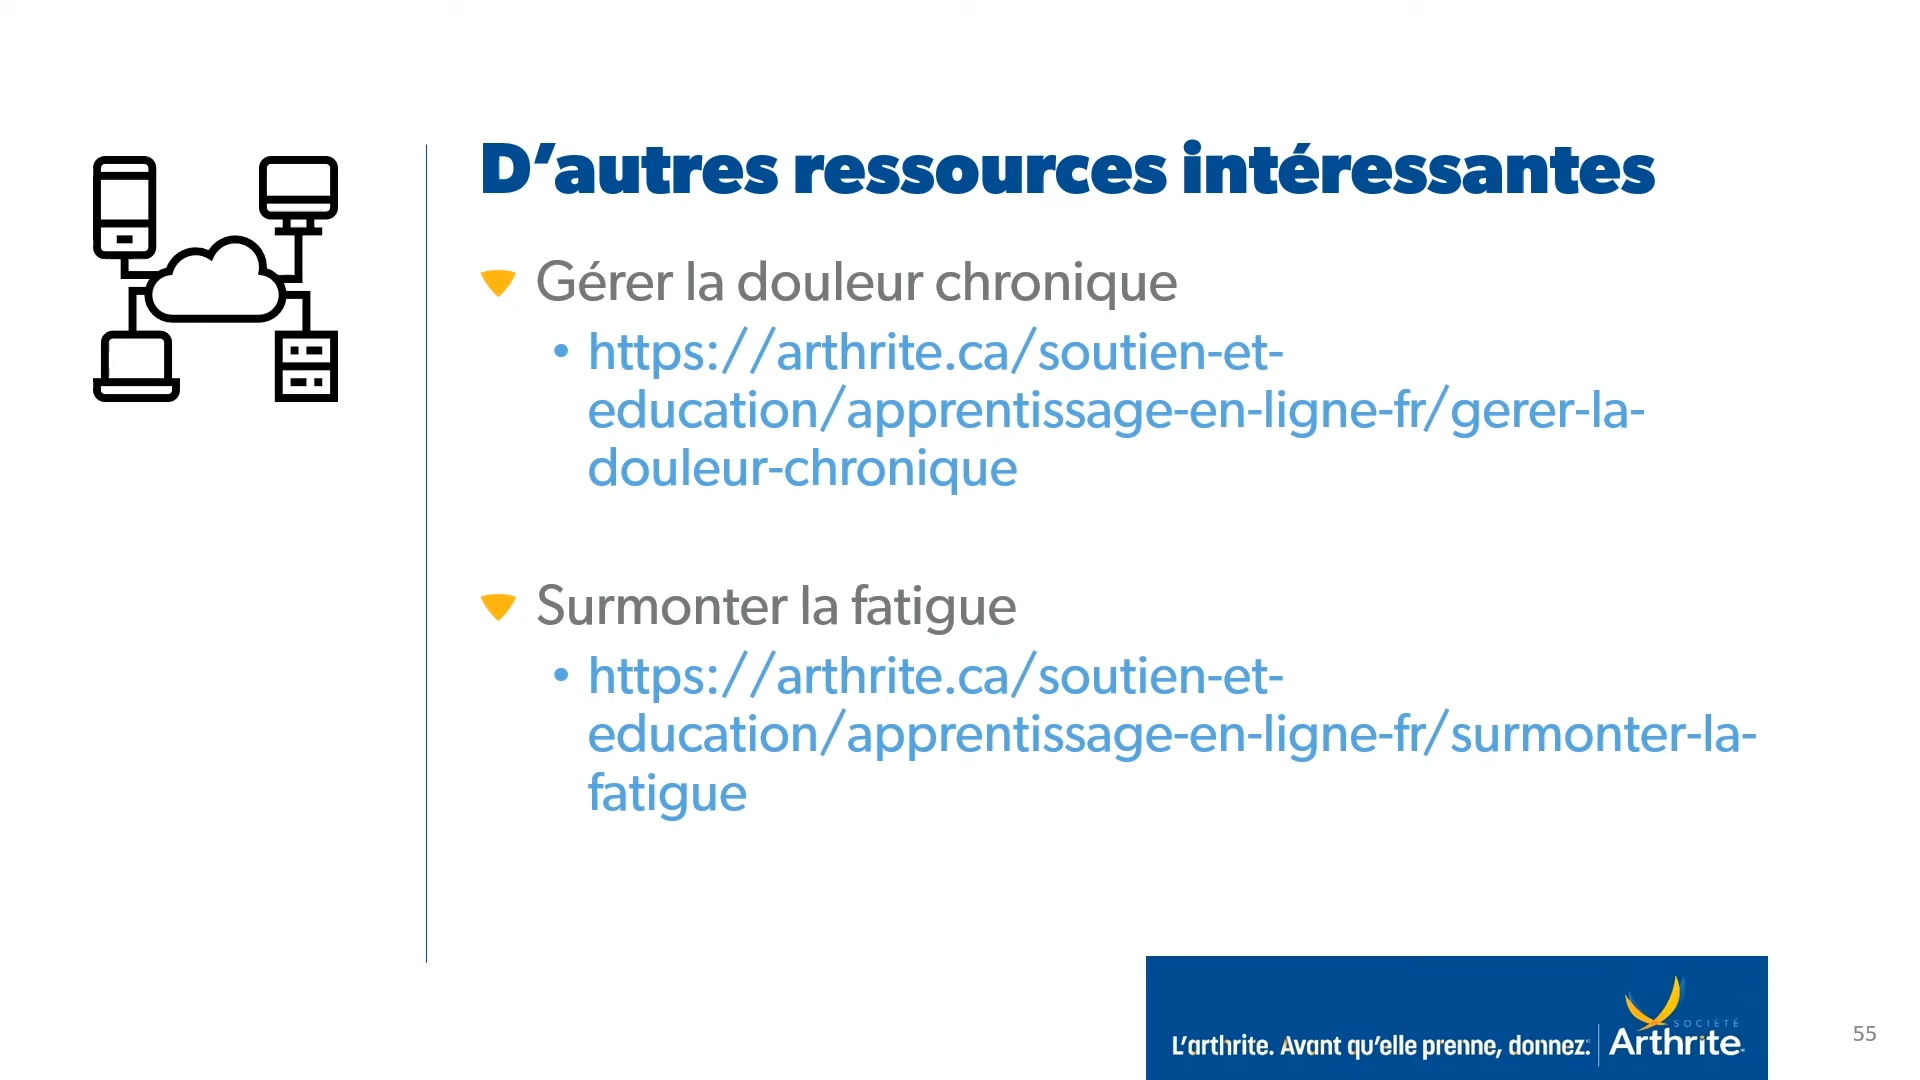 D’autres ressources intéressantes
Gérer la douleur chronique
• https://arthrite.ca/soutien-et-
education/apprentissage-en-ligne-fr/gerer-la-
douleur-chronique
Surmonter la fatigue
• https://arthrite.ca/soutien-et-
education/apprentissage-en-ligne-fr/surmonter-la-
fatigue
L’arthrite. Avant qu’elle prenne, donnez.
SOCIÉTÉ
Arthrite
55